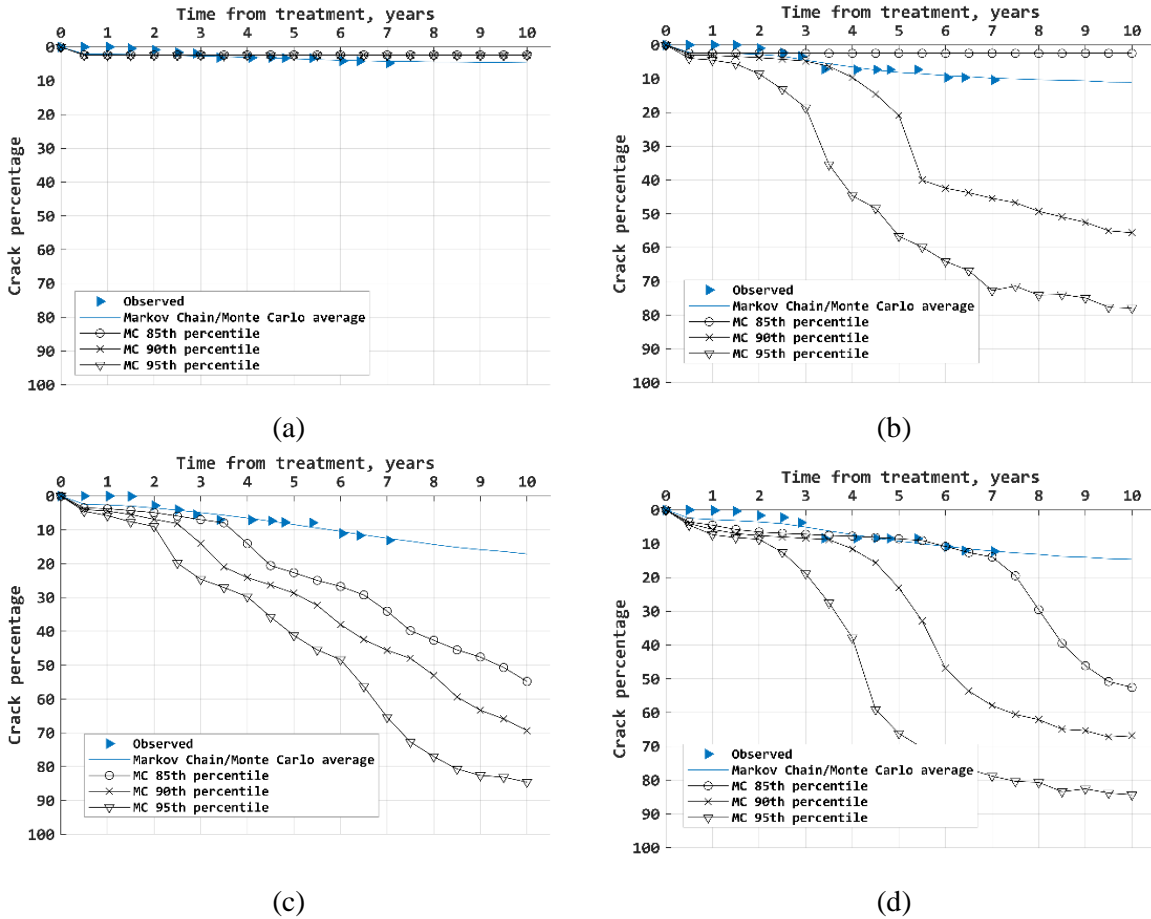 Time from treatment, years
0 1 2 3 4 5 6 7 8 9 10
Crack percentage
0
10
20
30
40
50
60
70
80
90
100
Observed
Markov Chain/Monte Carlo average
MC 85th percentile
MC 90th percentile
MC 95th percentile
(a)
Time from treatment, years
0 1 2 3 4 5 6 7 8 9 10
Crack percentage
0
10
20
30
40
50
60
70
80
90
100
Observed
Markov Chain/Monte Carlo average
MC 85th percentile
MC 90th percentile
MC 95th percentile
(b)
Time from treatment, years
0 1 2 3 4 5 6 7 8 9 10
Crack percentage
0
10
20
30
40
50
60
70
80
90
100
Observed
Markov Chain/Monte Carlo average
MC 85th percentile
MC 90th percentile
MC 95th percentile
(c)
Time from treatment, years
0 1 2 3 4 5 6 7 8 9 10
Crack percentage
0
10
20
30
40
50
60
70
80
90
100
Observed
Markov Chain/Monte Carlo average
MC 85th percentile
MC 90th percentile
MC 95th percentile
(d)